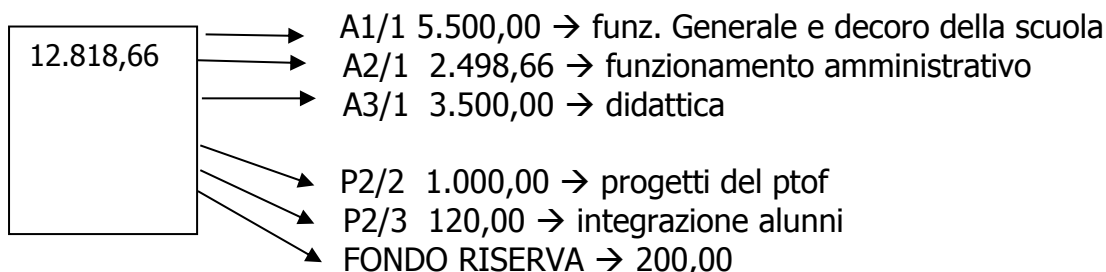 12.818,66
A1/1 5.500,00 → funz. Generale e decoro della scuola
A2/1 2.498,66 → funzionamento amministrativo
A3/1 3.500,00 → didattica
P2/2 1.000,00 → progetti del ptof
P2/3 120,00 → integrazione alunni
FONDO RISERVA → 200,00